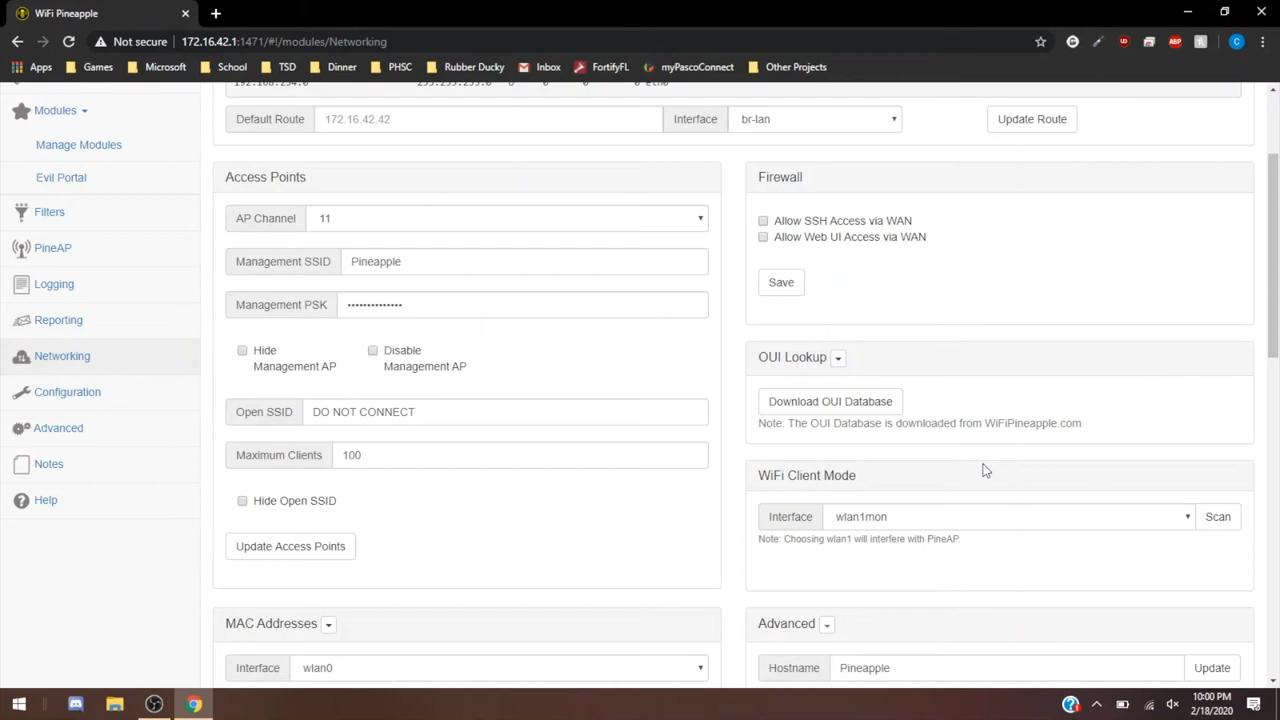 WiFi Pineapple
Not secure 172.16.42.1:1471/#!/modules/Networking
Apps Games Microsoft School TSD Dinner PHSC Rubber Ducky Inbox FortifyFL myPascoConnect Other Projects
Modules
Manage Modules
Evil Portal
Filters
PineAP
Logging
Reporting
Networking
Configuration
Advanced
Notes
Help
Default Route 172.16.42.42 Interface br-lan Update Route
Access Points
AP Channel 11
Management SSID Pineapple
Management PSK ••••••••••••••
Hide Management AP
Disable Management AP
Open SSID DO NOT CONNECT
Maximum Clients 100
Hide Open SSID
Update Access Points
MAC Addresses
Interface wlan0
Firewall
Allow SSH Access via WAN
Allow Web UI Access via WAN
Save
OUI Lookup
Download OUI Database
Note: The OUI Database is downloaded from WiFiPineapple.com
WiFi Client Mode
Interface wlan1mon Scan
Note: Choosing wlan1 will interfere with PineAP.
Advanced
Hostname Pineapple Update
10:00 PM
2/18/2020